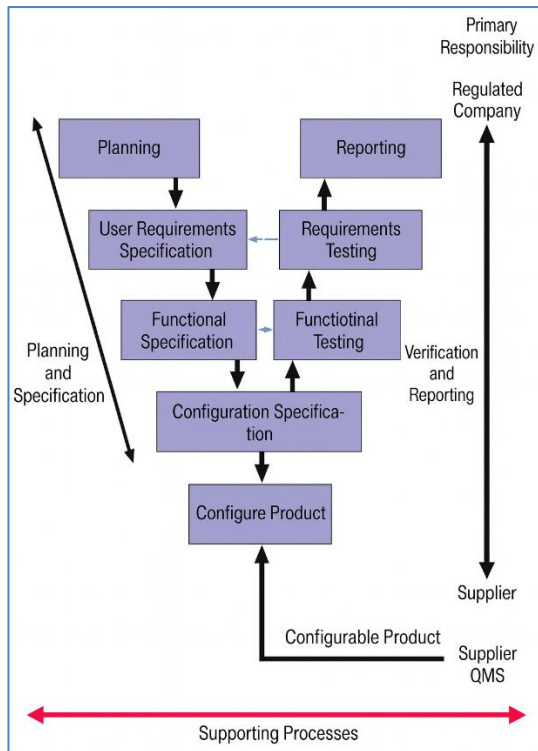 Primary
Responsibility
Regulated
Company
Planning
Reporting
User Requirements
Specification
Requirements
Testing
Functional
Specification
Functiotinal
Testing
Planning
and
Specification
Verification
and
Reporting
Configuration Specifica-
tion
Configure Product
Supplier
Configurable Product
Supplier
QMS
Supporting Processes